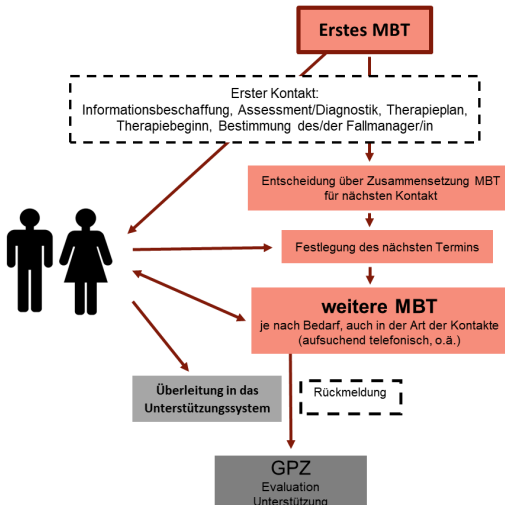 Erstes MBT
Erster Kontakt:
Informationsbeschaffung, Assessment/Diagnostik, Therapieplan,
Therapiebeginn, Bestimmung des/der Fallmanager/in
Entscheidung über Zusammensetzung MBT
für nächsten Kontakt
Festlegung des nächsten Termins
weitere MBT
je nach Bedarf, auch in der Art der Kontakte
(aufsuchend telefonisch, o.ä.)
Überleitung in das
Unterstützungssystem
Rückmeldung
GPZ
Evaluation
Unterstützung